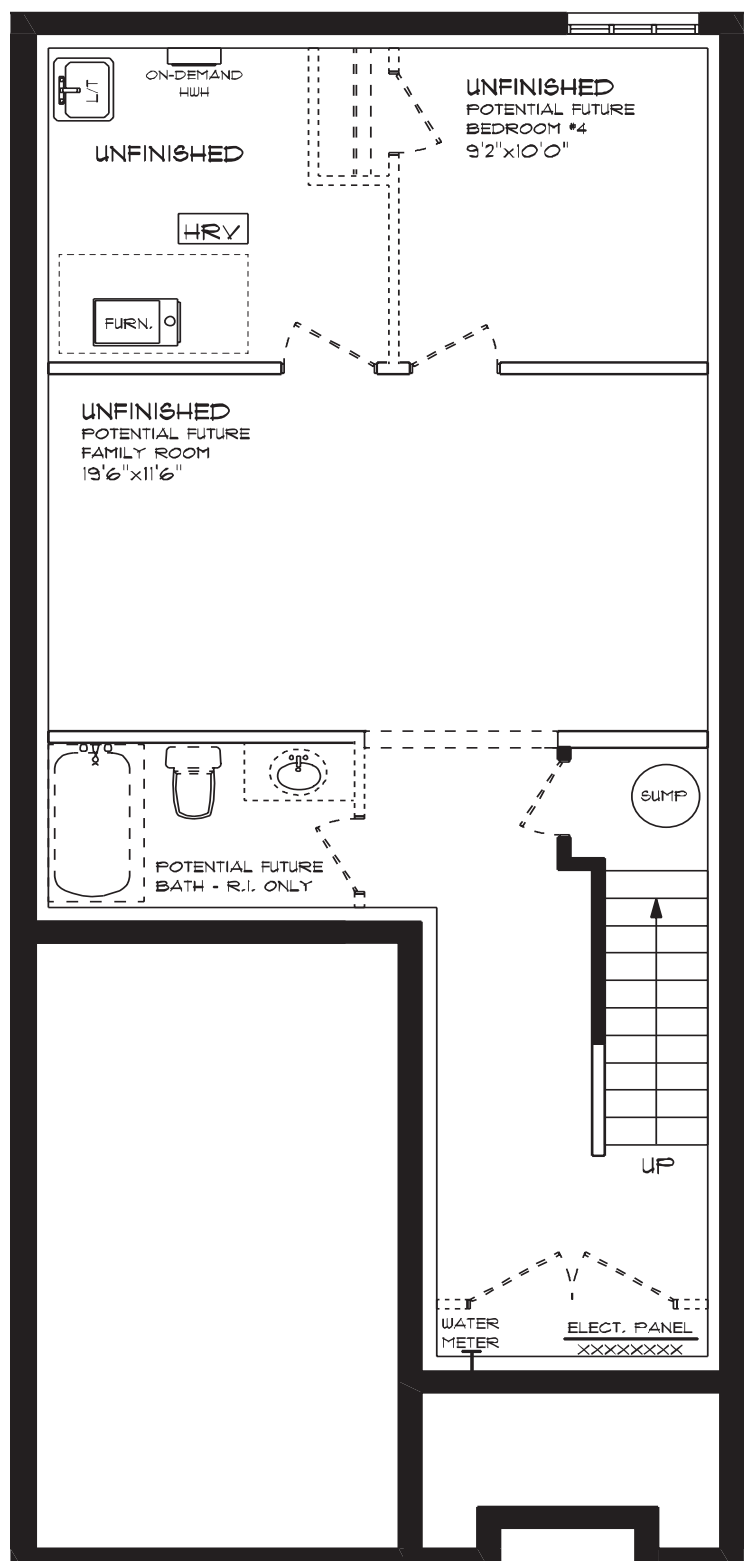 L/T
ON-DEMAND
HWH
UNFINISHED
UNFINISHED
POTENTIAL FUTURE
BEDROOM #4
9'2"x10'0"
HRV
FURN.
UNFINISHED
POTENTIAL FUTURE
FAMILY ROOM
19'6"x11'6"
SUMP
POTENTIAL FUTURE
BATH - R.I. ONLY
UP
WATER
METER
ELECT. PANEL
XXXXXXXX